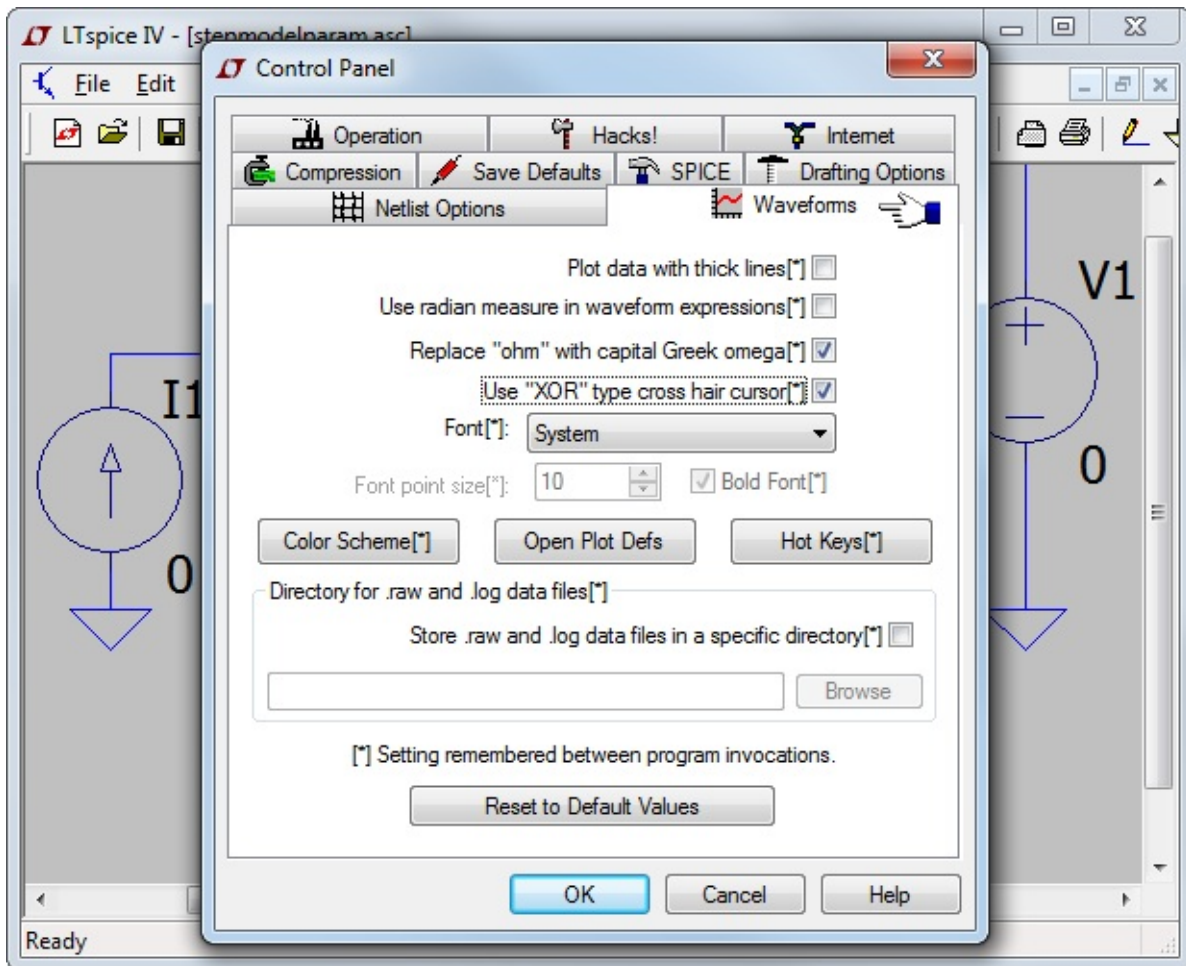 LTspice IV - [stepmodelparam.asc]
File Edit
Control Panel
Operation Hacks! Internet
Compression Save Defaults SPICE Drafting Options
Netlist Options Waveforms
Plot data with thick lines[*]
Use radian measure in waveform expressions[*]
Replace "ohm" with capital Greek omega[*]
Use "XOR" type cross hair cursor[*]
Font[*]: System
Font point size[*]: 10 Bold Font[*]
Color Scheme[*] Open Plot Defs Hot Keys[*]
Directory for .raw and .log data files[*]
Store .raw and .log data files in a specific directory[*]
Browse
[*] Setting remembered between program invocations.
Reset to Default Values
OK Cancel Help
I1
0
V1
0
Ready